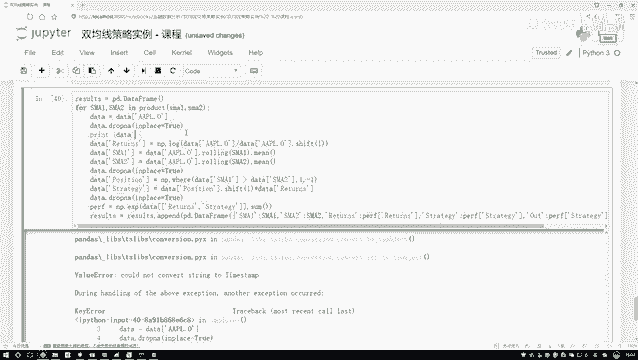 jupyter 双均线策略实例 - 课程 (unsaved changes)
File Edit View Insert Cell Kernel Widgets Help
Trusted Python 3
Code
In [40]
results = pd.DataFrame()
for SMA1,SMA2 in product(sma1,sma2):
data = data['AAPL.O']
data.dropna(inplace=True)
print (data)
data['Returns'] = np.log(data['AAPL.O']/data['AAPL.O'].shift(1))
data['SMA1'] = data['AAPL.O'].rolling(SMA1).mean()
data['SMA2'] = data['AAPL.O'].rolling(SMA2).mean()
data.dropna(inplace=True)
data['Position'] = np.where(data['SMA1'] > data['SMA2'],1,-1)
data['Strategy'] = data['Position'].shift(1)*data['Returns']
data.dropna(inplace=True)
perf = np.exp(data[['Returns','Strategy']].sum())
results = results.append(pd.DataFrame({'SMA1':SMA1,'SMA2':SMA2,'Returns':perf['Returns'],'Strategy':perf['Strategy'],'Out':perf['Strategy']
pandas\_libs\tslibs\conversion.pyx in
pandas\_libs\tslibs\conversion.pyx in
ValueError: could not convert string to Timestamp
During handling of the above exception, another exception occurred:
KeyError Traceback (most recent call last)
<ipython-input-40-8a91b868e6c8> in
3 data = data['AAPL.O']
4 data.dropna(inplace=True)